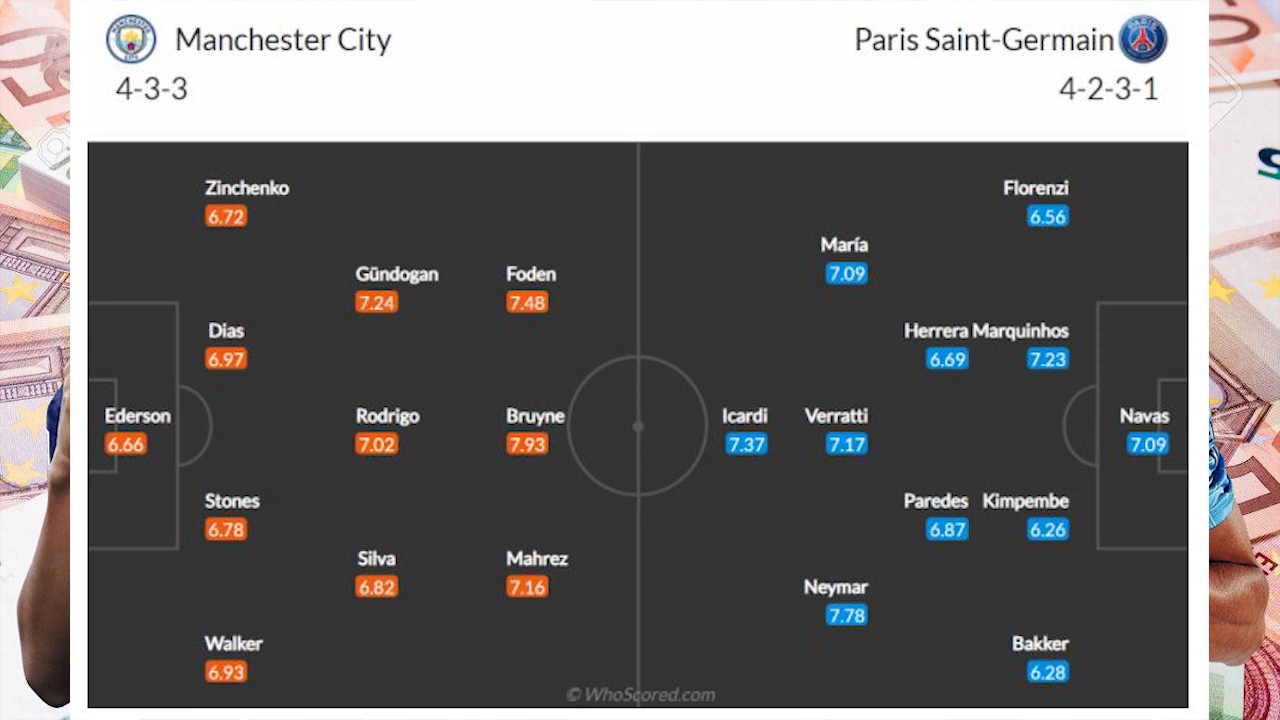 Manchester City
4-3-3
Paris Saint-Germain
4-2-3-1
Zinchenko
6.72
Gündogan
7.24
Foden
7.48
Dias
6.97
Ederson
6.66
Rodrigo
7.02
Bruyne
7.93
Stones
6.78
Silva
6.82
Mahrez
7.16
Walker
6.93
Florenzi
6.56
María
7.09
Herrera Marquinhos
6.69 7.23
Icardi Verratti
7.37 7.17
Navas
7.09
Paredes Kimpembe
6.87 6.26
Neymar
7.78
Bakker
6.28
© WhoScored.com